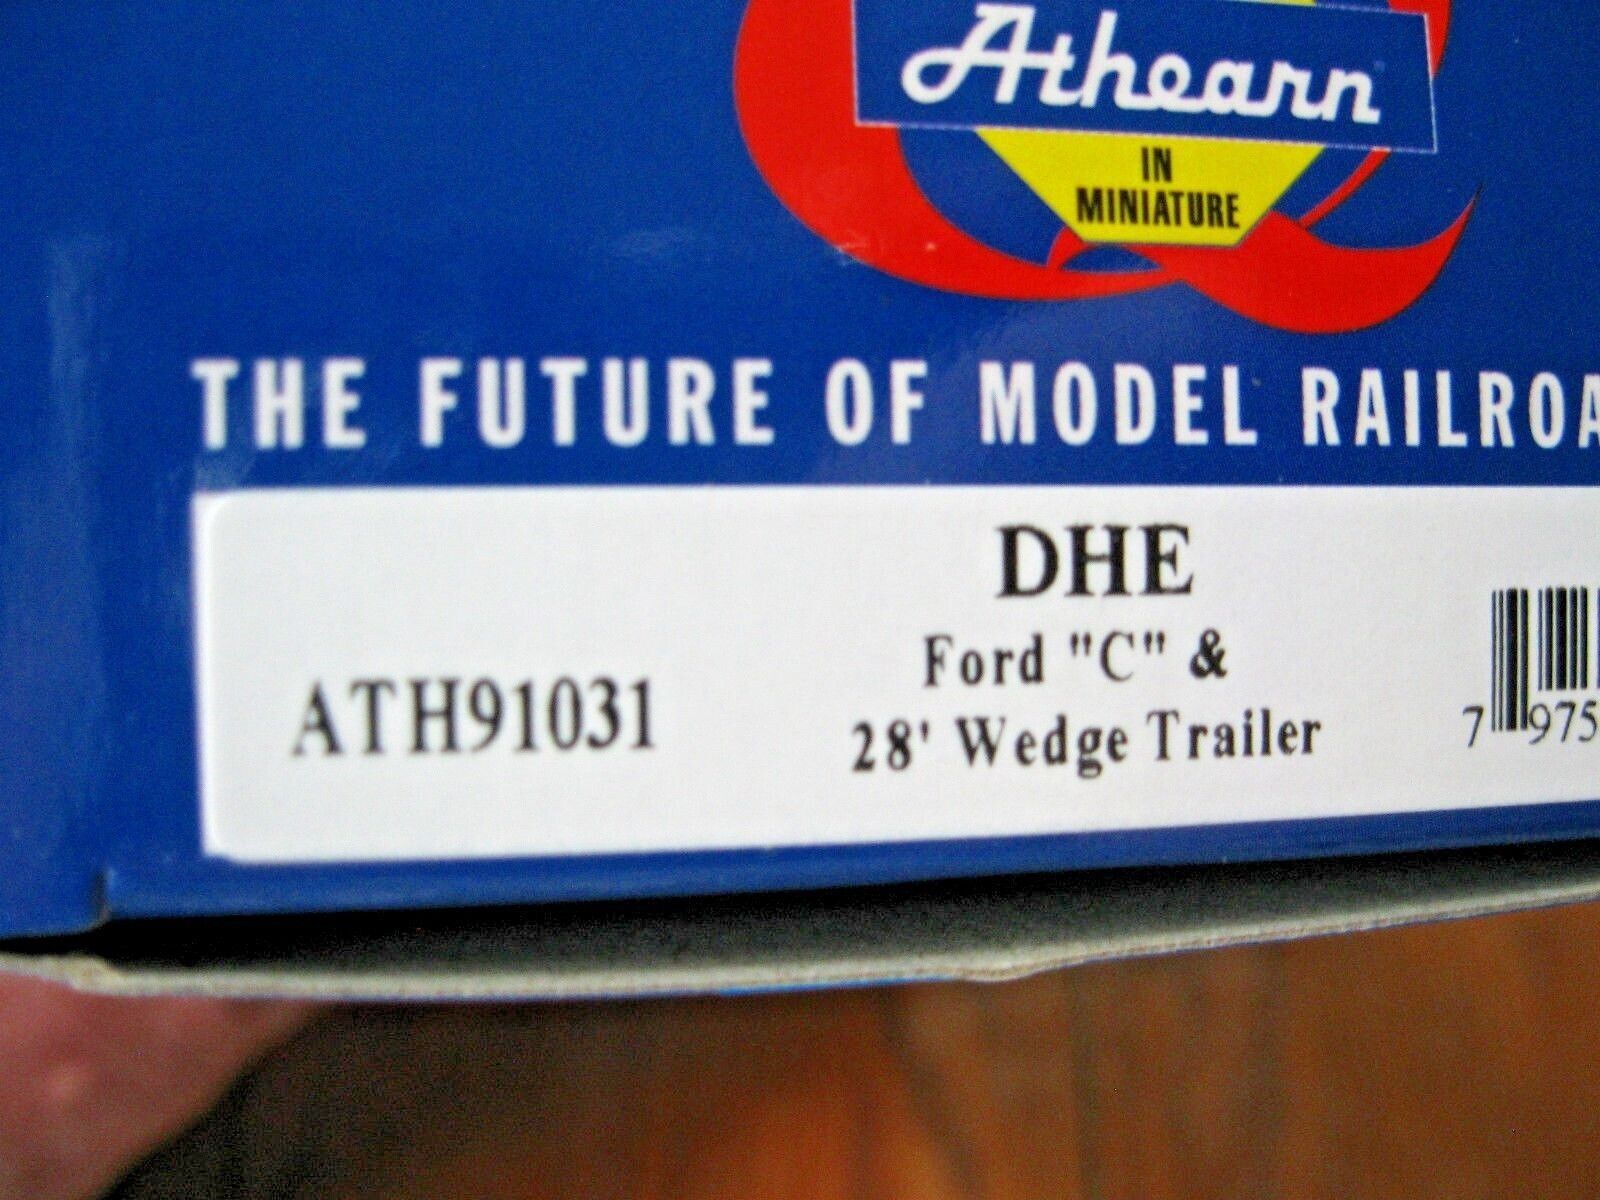 Athearn
IN
MINIATURE
THE FUTURE OF MODEL RAILROA
DHE
Ford "C" &
28' Wedge Trailer
ATH91031
7 975